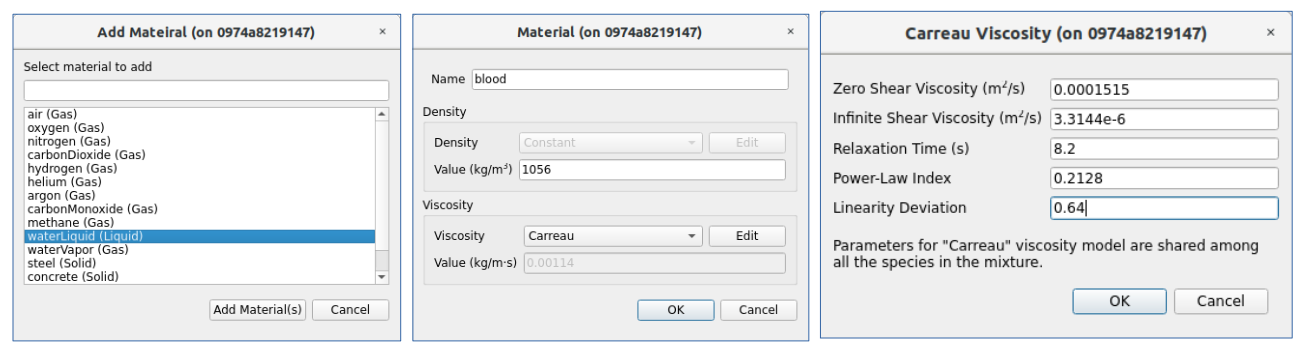 Add Mateiral (on 0974a8219147) ×
Select material to add
air (Gas)
oxygen (Gas)
nitrogen (Gas)
carbonDioxide (Gas)
hydrogen (Gas)
helium (Gas)
argon (Gas)
carbonMonoxide (Gas)
methane (Gas)
waterLiquid (Liquid)
waterVapor (Gas)
steel (Solid)
concrete (Solid)
Add Material(s) Cancel
Material (on 0974a8219147) ×
Name blood
Density
Density Constant Edit
Value (kg/m³) 1056
Viscosity
Viscosity Carreau Edit
Value (kg/m·s) 0.00114
OK Cancel
Carreau Viscosity (on 0974a8219147) ×
Zero Shear Viscosity (m²/s) 0.0001515
Infinite Shear Viscosity (m²/s) 3.3144e-6
Relaxation Time (s) 8.2
Power-Law Index 0.2128
Linearity Deviation 0.64
Parameters for "Carreau" viscosity model are shared among
all the species in the mixture.
OK Cancel